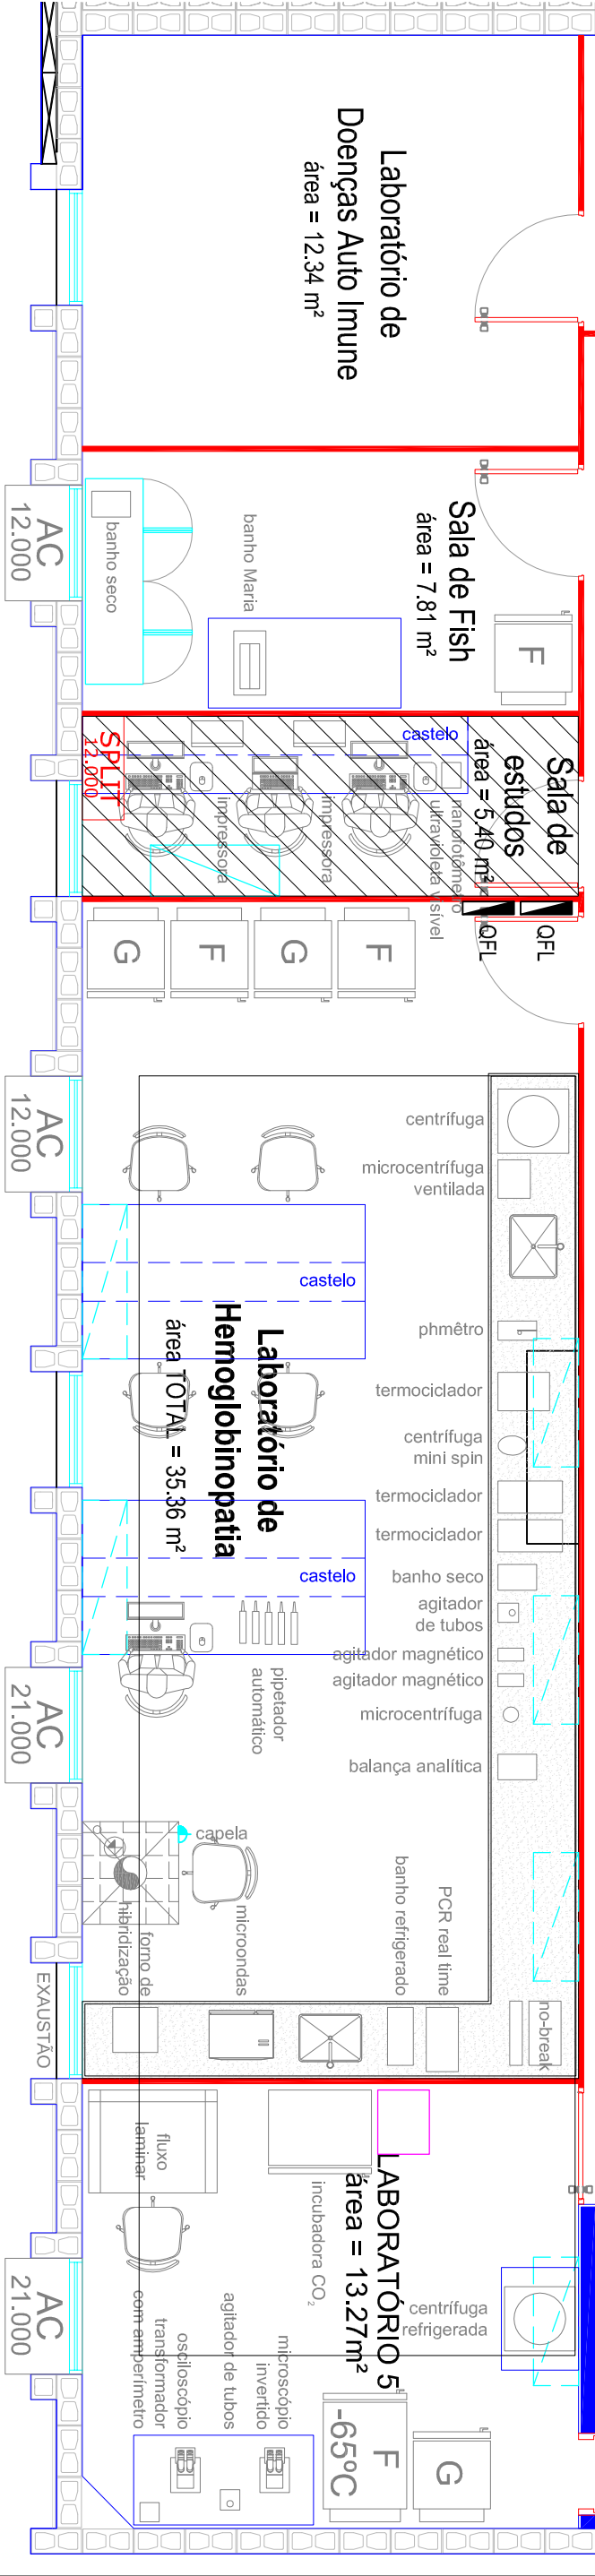 Laboratório de
Doenças Auto Imune
área = 12.34 m²
Sala de Fish
área = 7.81 m²
banho Maria
banho seco
F
AC
12.000
Sala de
estudos
área = 5.40 m²
castelo
SPLIT
12.000
nanofotômetro
ultravioleta visível
impressora
impressora
QFL
QFL
F
G
F
G
AC
12.000
centrífuga
microcentrífuga
ventilada
castelo
phmêtro
Laboratório de
Hemoglobinopatia
área TOTAL = 35.36 m²
termociclador
centrífuga
mini spin
termociclador
termociclador
castelo
banho seco
agitador
de tubos
agitador magnético
agitador magnético
microcentrífuga
pipetador
automático
AC
21.000
balança analítica
capela
PCR real time
banho refrigerado
microondas
forno de
hibridização
no-break
EXAUSTÃO
LABORATÓRIO 5
área = 13.27m²
fluxo
laminar
incubadora CO₂
centrífuga
refrigerada
AC
21.000
microscópio
invertido
agitador de tubos
osciloscópio
transformador
com amperímetro
F
-65ºC
G